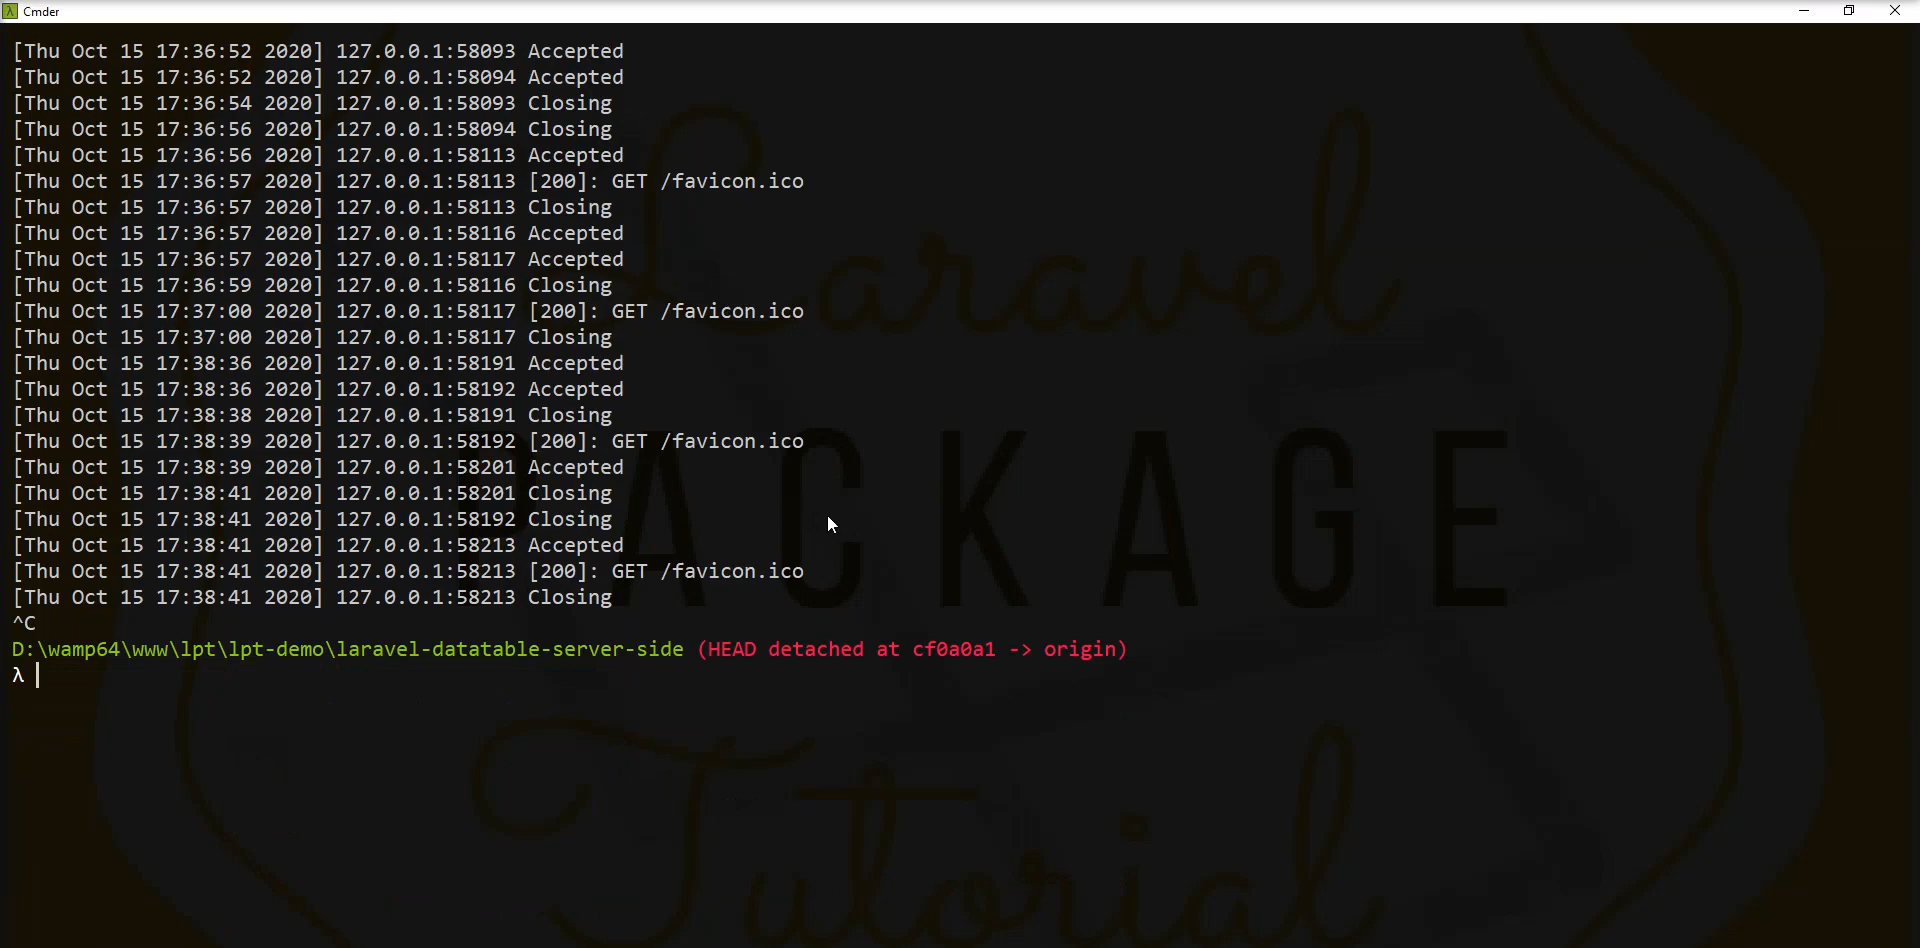 Cmder
[Thu Oct 15 17:36:52 2020] 127.0.0.1:58093 Accepted
[Thu Oct 15 17:36:52 2020] 127.0.0.1:58094 Accepted
[Thu Oct 15 17:36:54 2020] 127.0.0.1:58093 Closing
[Thu Oct 15 17:36:56 2020] 127.0.0.1:58094 Closing
[Thu Oct 15 17:36:56 2020] 127.0.0.1:58113 Accepted
[Thu Oct 15 17:36:57 2020] 127.0.0.1:58113 [200]: GET /favicon.ico
[Thu Oct 15 17:36:57 2020] 127.0.0.1:58113 Closing
[Thu Oct 15 17:36:57 2020] 127.0.0.1:58116 Accepted
[Thu Oct 15 17:36:57 2020] 127.0.0.1:58117 Accepted
[Thu Oct 15 17:36:59 2020] 127.0.0.1:58116 Closing
[Thu Oct 15 17:37:00 2020] 127.0.0.1:58117 [200]: GET /favicon.ico
[Thu Oct 15 17:37:00 2020] 127.0.0.1:58117 Closing
[Thu Oct 15 17:38:36 2020] 127.0.0.1:58191 Accepted
[Thu Oct 15 17:38:36 2020] 127.0.0.1:58192 Accepted
[Thu Oct 15 17:38:38 2020] 127.0.0.1:58191 Closing
[Thu Oct 15 17:38:39 2020] 127.0.0.1:58192 [200]: GET /favicon.ico
[Thu Oct 15 17:38:39 2020] 127.0.0.1:58201 Accepted
[Thu Oct 15 17:38:41 2020] 127.0.0.1:58201 Closing
[Thu Oct 15 17:38:41 2020] 127.0.0.1:58192 Closing
[Thu Oct 15 17:38:41 2020] 127.0.0.1:58213 Accepted
[Thu Oct 15 17:38:41 2020] 127.0.0.1:58213 [200]: GET /favicon.ico
[Thu Oct 15 17:38:41 2020] 127.0.0.1:58213 Closing
^C
D:\wamp64\www\lpt\lpt-demo\laravel-datatable-server-side (HEAD detached at cf0a0a1 -> origin)
λ
Laravel
PACKAGE
Tutorial